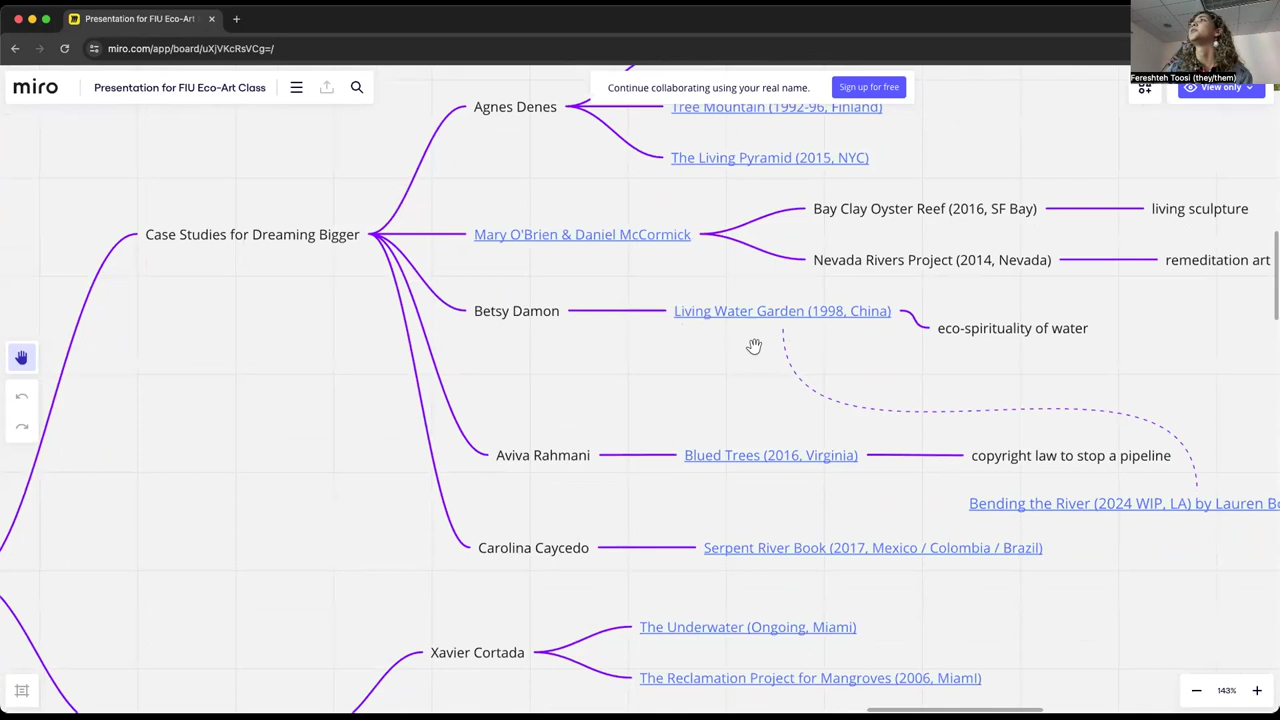 Presentation for FIU Eco-Art
miro.com/app/board/uXjVKcRsVCg=/
Fereshteh Toosi (they/them)
miro
Presentation for FIU Eco-Art Class
Continue collaborating using your real name.
Sign up for free
View only
Agnes Denes
Tree Mountain (1992-96, Finland)
The Living Pyramid (2015, NYC)
Case Studies for Dreaming Bigger
Mary O'Brien & Daniel McCormick
Bay Clay Oyster Reef (2016, SF Bay)
living sculpture
Nevada Rivers Project (2014, Nevada)
remeditation art
Betsy Damon
Living Water Garden (1998, China)
eco-spirituality of water
Aviva Rahmani
Blued Trees (2016, Virginia)
copyright law to stop a pipeline
Bending the River (2024 WIP, LA) by Lauren Bo
Carolina Caycedo
Serpent River Book (2017, Mexico / Colombia / Brazil)
Xavier Cortada
The Underwater (Ongoing, Miami)
The Reclamation Project for Mangroves (2006, Miami)
143%